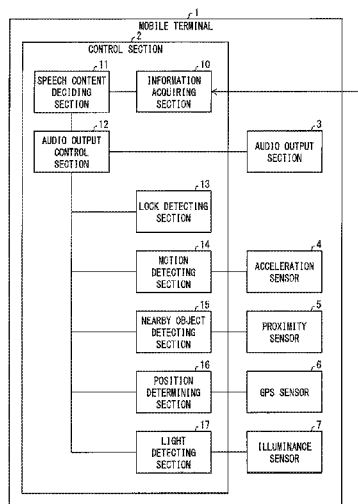 1
MOBILE TERMINAL
2
CONTROL SECTION
11
SPEECH CONTENT
DECIDING
SECTION
10
INFORMATION
ACQUIRING
SECTION
12
AUDIO OUTPUT
CONTROL
SECTION
3
AUDIO OUTPUT
SECTION
13
LOCK DETECTING
SECTION
14
MOTION
DETECTING
SECTION
4
ACCELERATION
SENSOR
15
NEARBY OBJECT
DETECTING
SECTION
5
PROXIMITY
SENSOR
16
POSITION
DETERMINING
SECTION
6
GPS SENSOR
17
LIGHT
DETECTING
SECTION
7
ILLUMINANCE
SENSOR